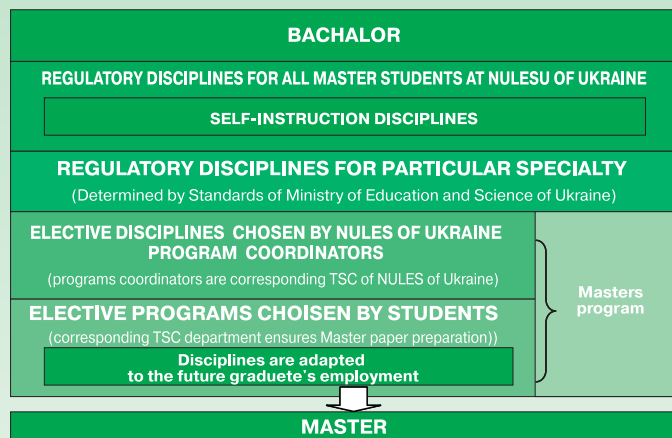 BACHALOR
REGULATORY DISCIPLINES FOR ALL MASTER STUDENTS AT NULESU OF UKRAINE
SELF-INSTRUCTION DISCIPLINES
REGULATORY DISCIPLINES FOR PARTICULAR SPECIALTY
(Determined by Standards of Ministry of Education and Science of Ukraine)
ELECTIVE DISCIPLINES CHOSEN BY NULES OF UKRAINE
PROGRAM COORDINATORS
(programs coordinators are corresponding TSC of NULES of Ukraine)
ELECTIVE PROGRAMS CHOISEN BY STUDENTS
(corresponding TSC department ensures Master paper preparation))
Disciplines are adapted
to the future graduete's employment
Masters
program
MASTER